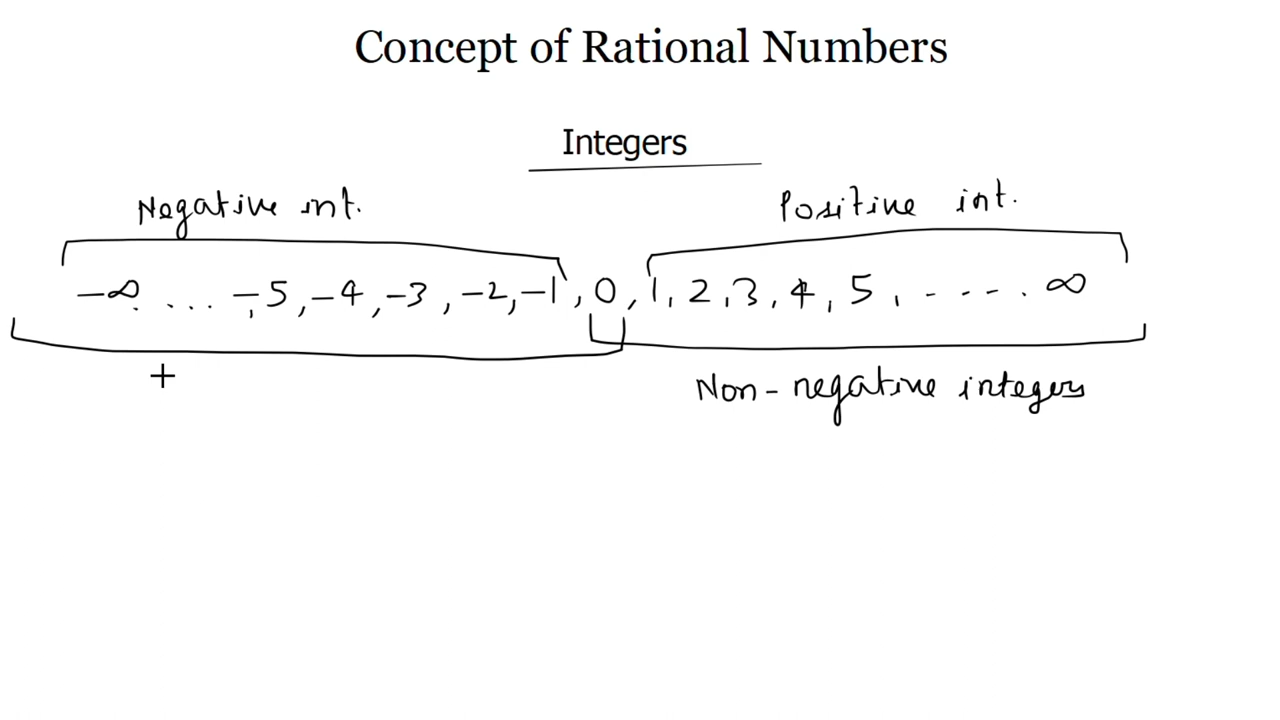 Concept of Rational Numbers
Integers
Negative int. Positive int.
-∞ . . . . -5, -4, -3, -2, -1, 0, 1, 2, 3, 4, 5, - - - - . ∞
Non-negative integers